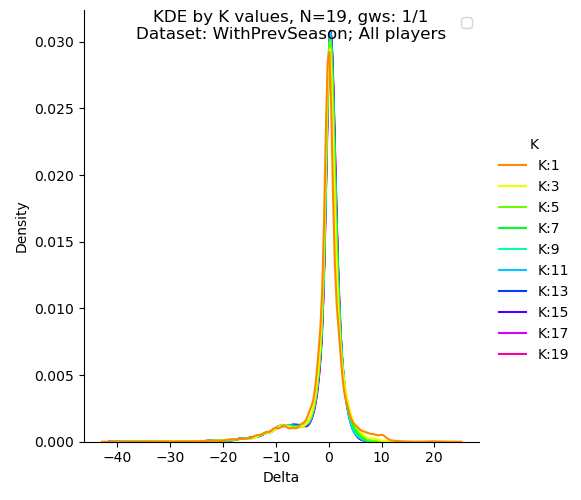 KDE by K values, N=19, gws: 1/1
Dataset: WithPrevSeason; All players
0.030
0.025
0.020
0.015
0.010
0.005
0.000
Density
−40
−30
−20
−10
0
10
20
Delta
K
K:1
K:3
K:5
K:7
K:9
K:11
K:13
K:15
K:17
K:19